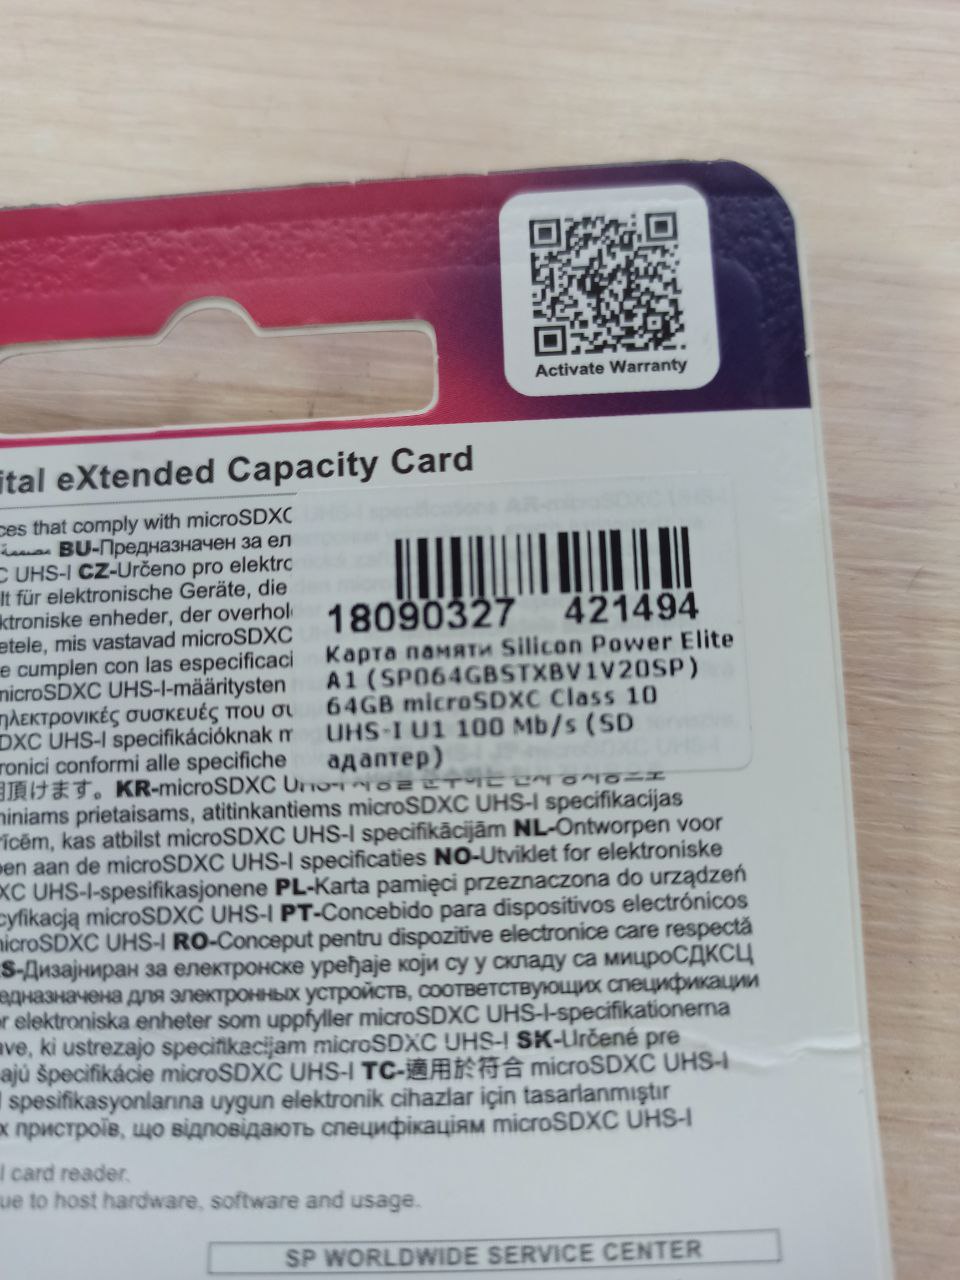 Activate Warranty
ital eXtended Capacity Card
ces that comply with microSDXC
BU-Предназначен за ел
C UHS-I CZ-Určeno pro elektro
lt für elektronische Geräte, die
ktroniske enheder, der overhol
etele, mis vastavad microSDXC
e cumplen con las especificaci
microSDXC UHS-I-määritysten
ηλεκτρονικές συσκευές που συ
DXC UHS-I specifikációknak m
ronici conformi alle specifiche
18090327 421494
Карта памяти Silicon Power Elite
A1 (SP064GBSTXBV1V20SP)
64GB microSDXC Class 10
UHS-I U1 100 Mb/s (SD
адаптер)
用頂けます。KR-microSDXC
miniams prietaisams, atitinkantiems microSDXC UHS-I specifikacijas
rīcēm, kas atbilst microSDXC UHS-I specifikācijām NL-Ontworpen voor
pen aan de microSDXC UHS-I specificaties NO-Utviklet for elektroniske
XC UHS-I-spesifikasjonene PL-Karta pamięci przeznaczona do urządzeń
cyfikacją microSDXC UHS-I PT-Concebido para dispositivos electrónicos
microSDXC UHS-I RO-Conceput pentru dispozitive electronice care respectă
S-Дизајниран за електронске уређаје који су у складу са мицроСДКСЦ
едназначена для электронных устройств, соответствующих спецификации
r elektroniska enheter som uppfyller microSDXC UHS-I-specifikationerna
ave, ki ustrezajo specifikacijam microSDXC UHS-I SK-Určené pre
ajú špecifikácie microSDXC UHS-I TC-適用於符合 microSDXC UHS-I
I spesifikasyonlarına uygun elektronik cihazlar için tasarlanmıştır
х пристроїв, що відповідають специфікаціям microSDXC UHS-I
l card reader.
ue to host hardware, software and usage.
SP WORLDWIDE SERVICE CENTER